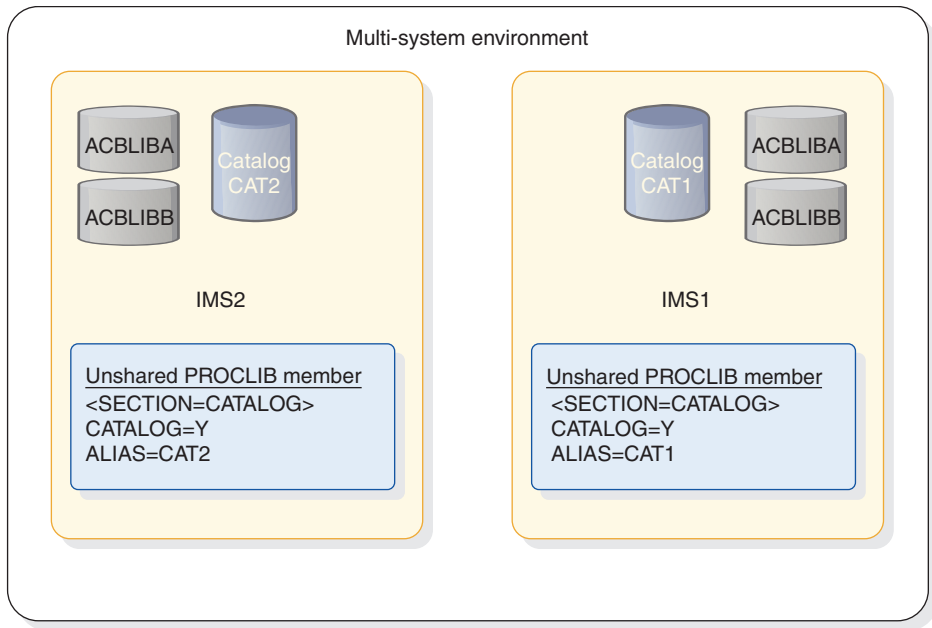 Multi-system environment
ACBLIBA
ACBLIBB
Catalog
CAT2
IMS2
Unshared PROCLIB member
<SECTION=CATALOG>
CATALOG=Y
ALIAS=CAT2
Catalog
CAT1
ACBLIBA
ACBLIBB
IMS1
Unshared PROCLIB member
<SECTION=CATALOG>
CATALOG=Y
ALIAS=CAT1